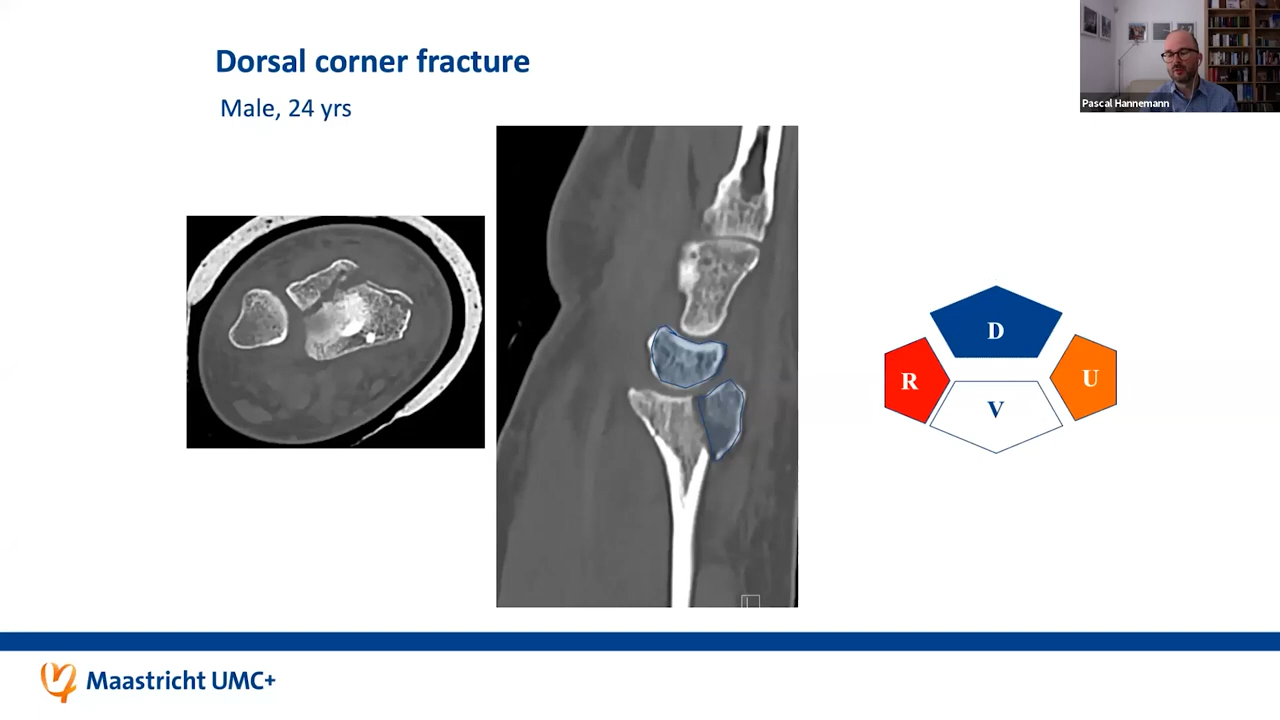 Dorsal corner fracture
Male, 24 yrs
Pascal Hannemann
D
R
U
V
L
Maastricht UMC+